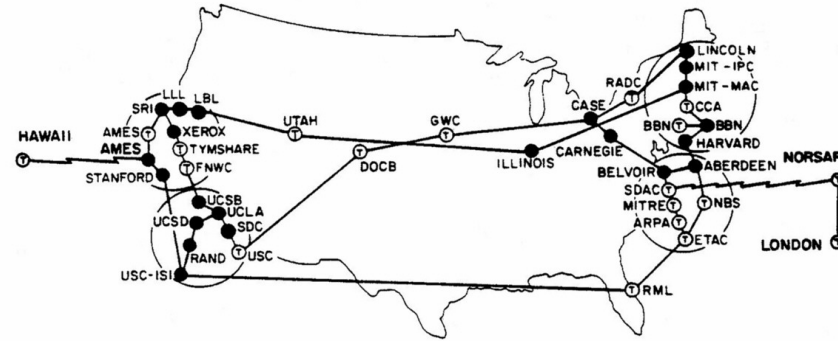 LINCOLN
MIT-IPC
MIT-MAC
RADC
T
LLL
LBL
SRI
CASE
T
CCA
UTAH
T
GWC
T
BBN
T
BBN
AMES
T
XEROX
HAWAII
T
AMES
T
TYMSHARE
T
DOCB
ILLINOIS
CARNEGIE
HARVARD
STANFORD
T
FNWC
BELVOIR
ABERDEEN
NORSAR
T
SDAC
T
UCSB
MITRE
T
T
NBS
UCSD
UCLA
ARPA
T
SDC
T
ETAC
LONDON
T
RAND
T
USC
USC-ISI
T
RML